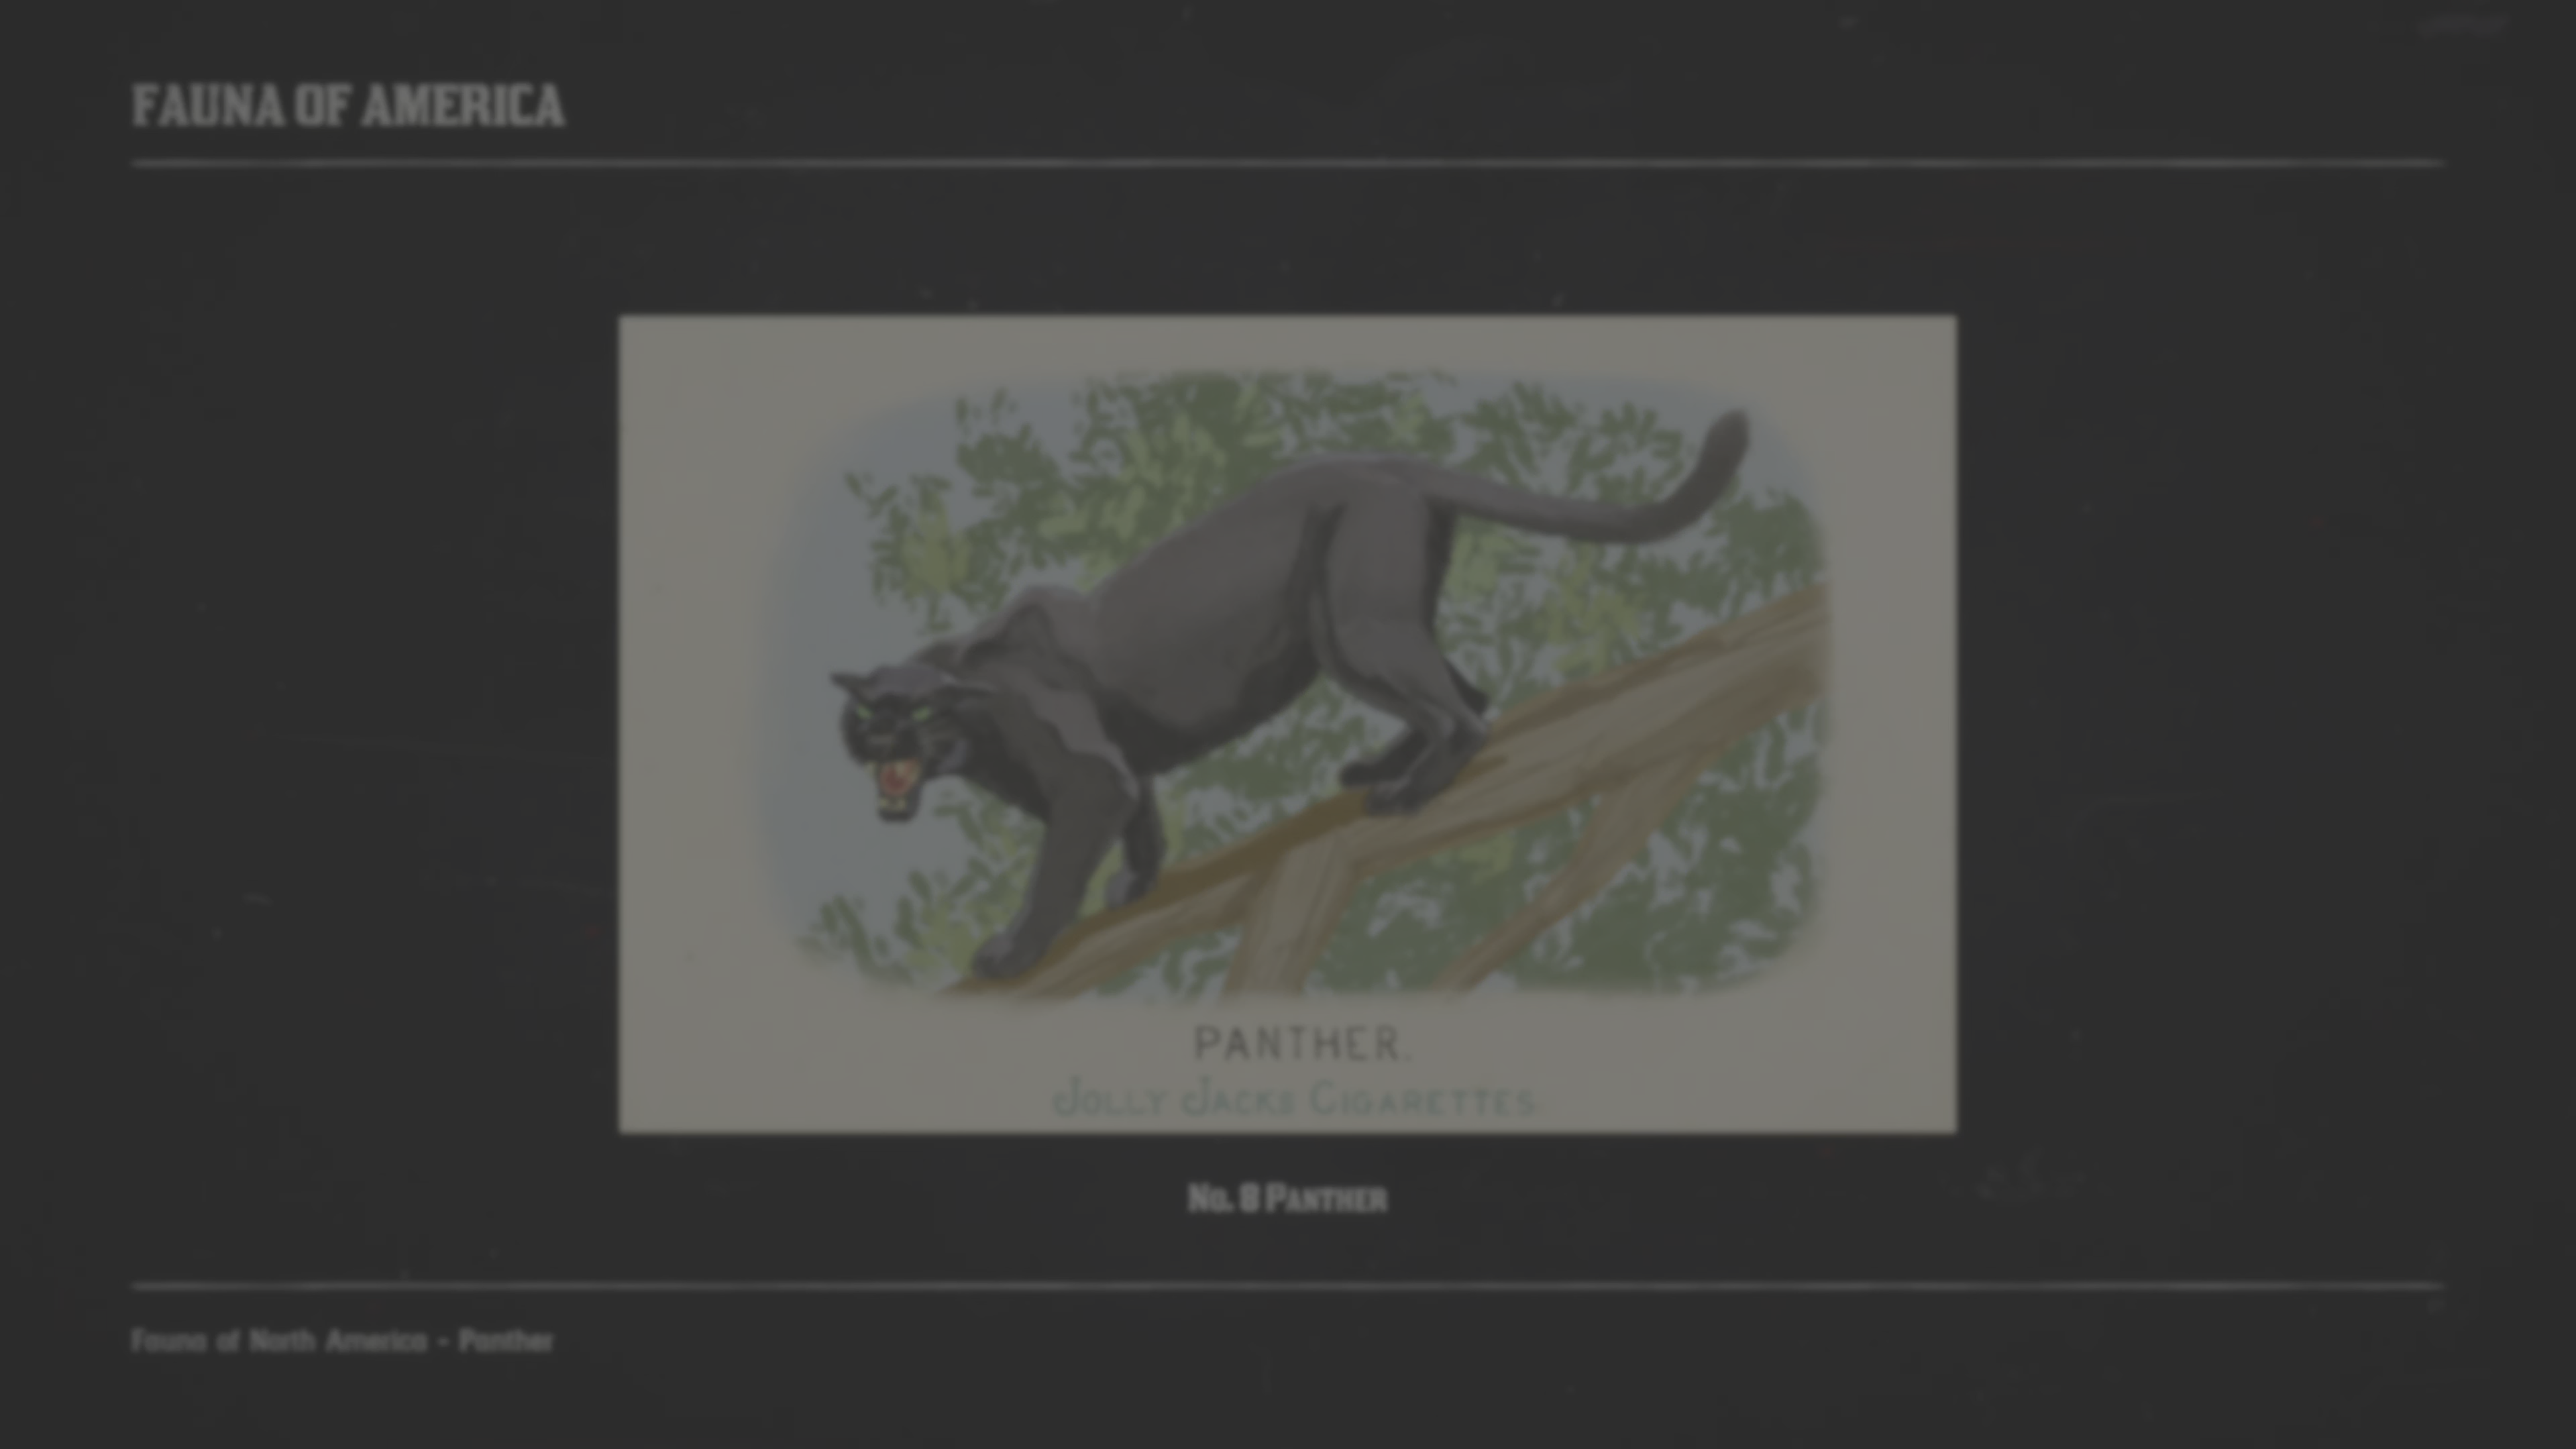 FAUNA OF AMERICA
PANTHER.
JOLLY JACKS CIGARETTES
No. 8 PANTHER
Fauna of North America - Panther